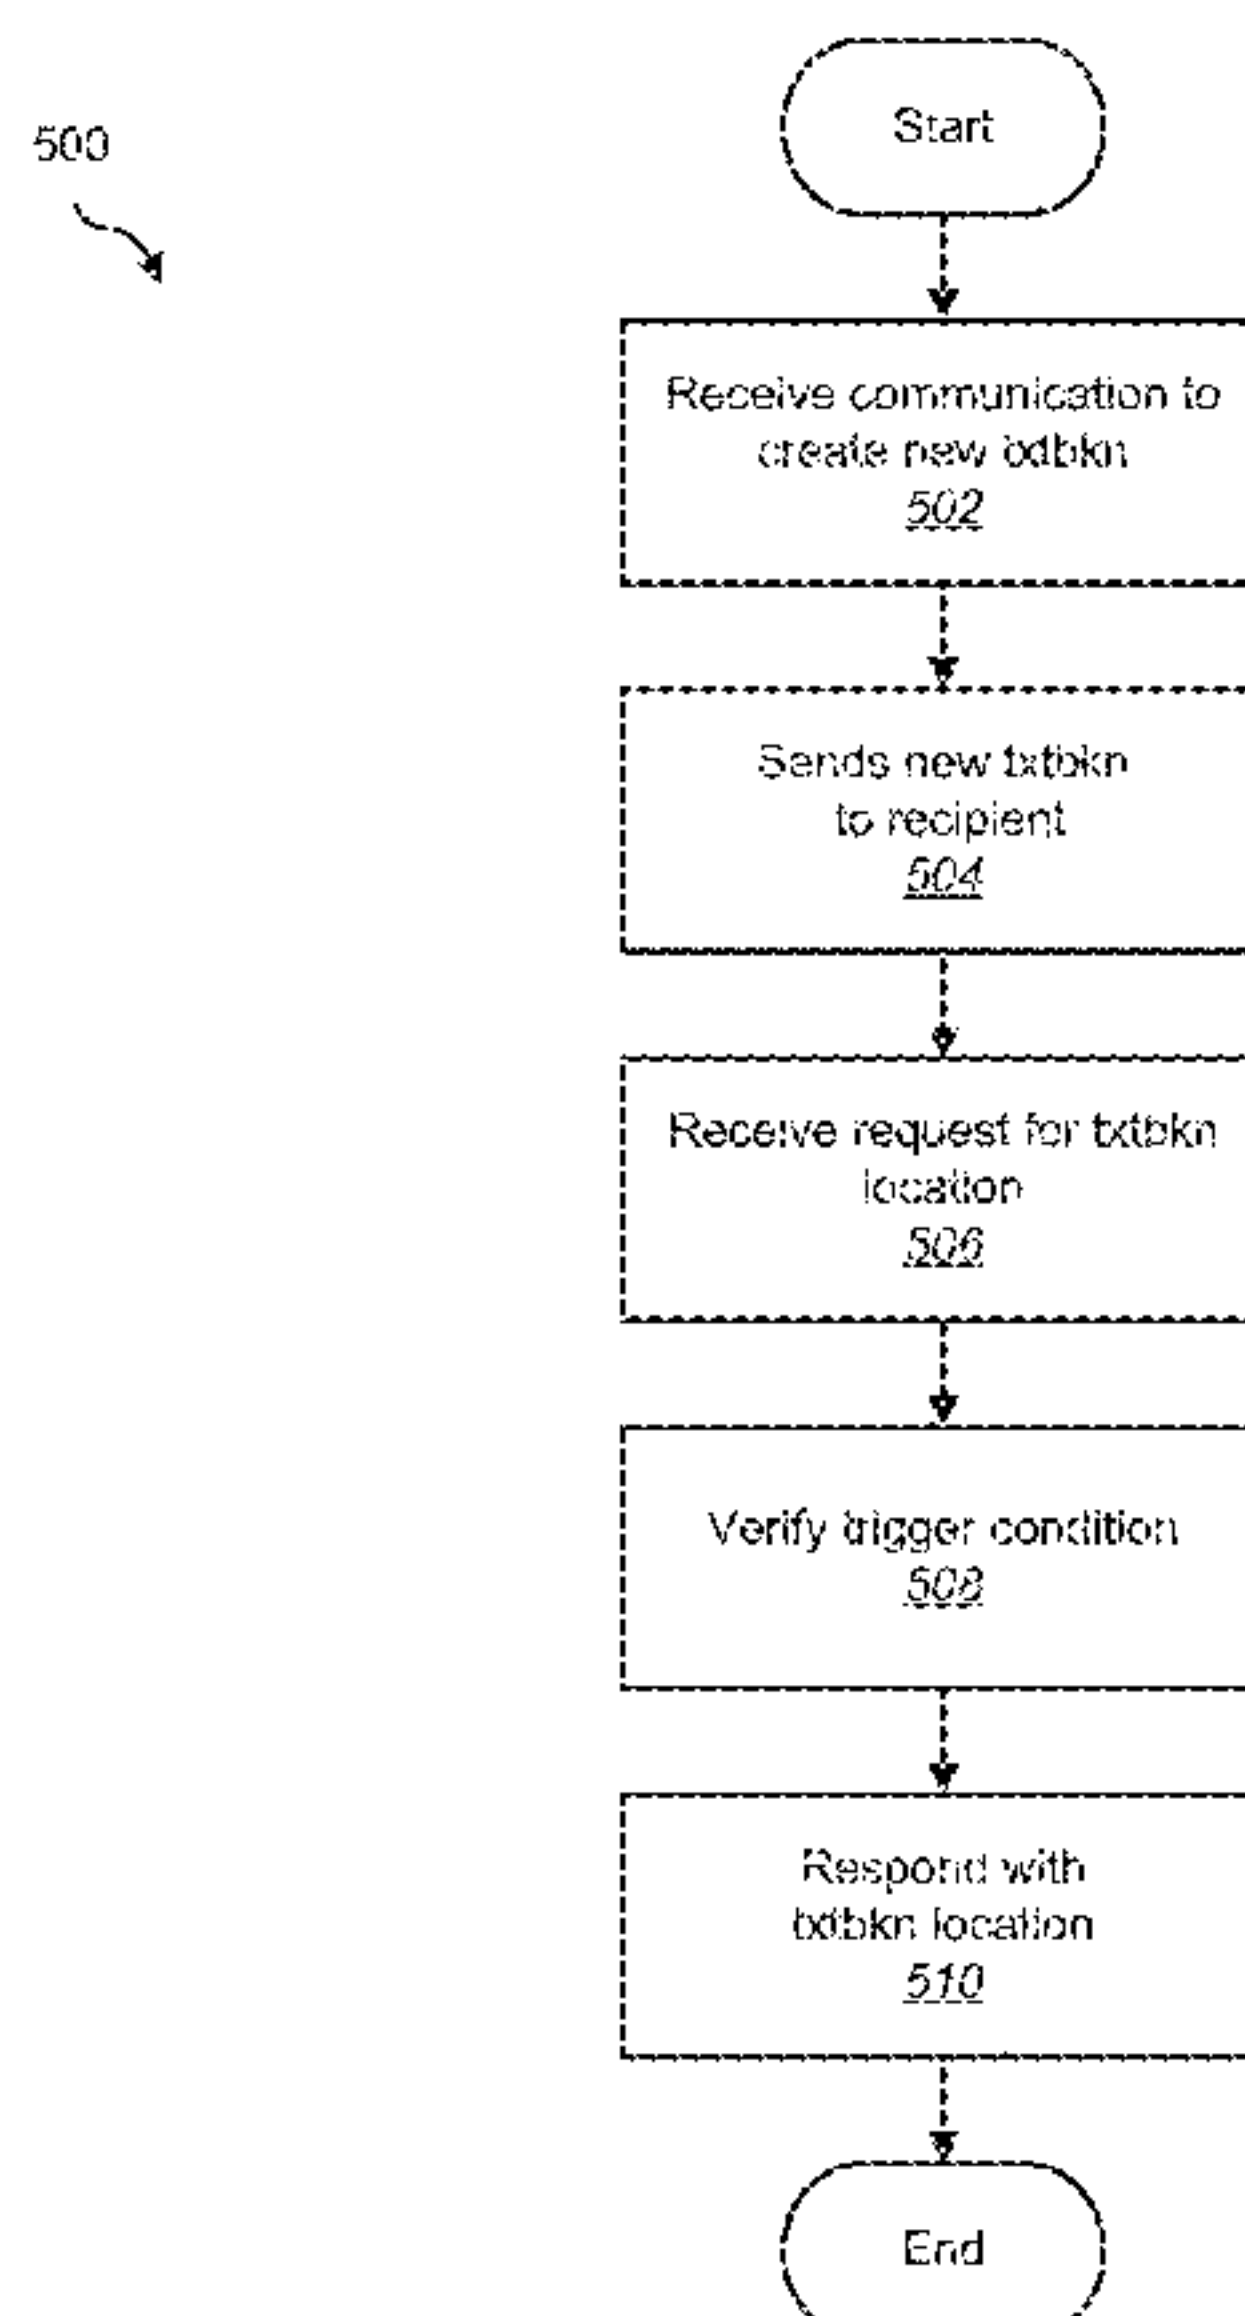 500
Start
Receive communication to
create new txtbkn
502
Sends new txtbkn
to recipient
504
Receive request for txtbkn
location
506
Verify trigger condition
508
Respond with
txtbkn location
510
End